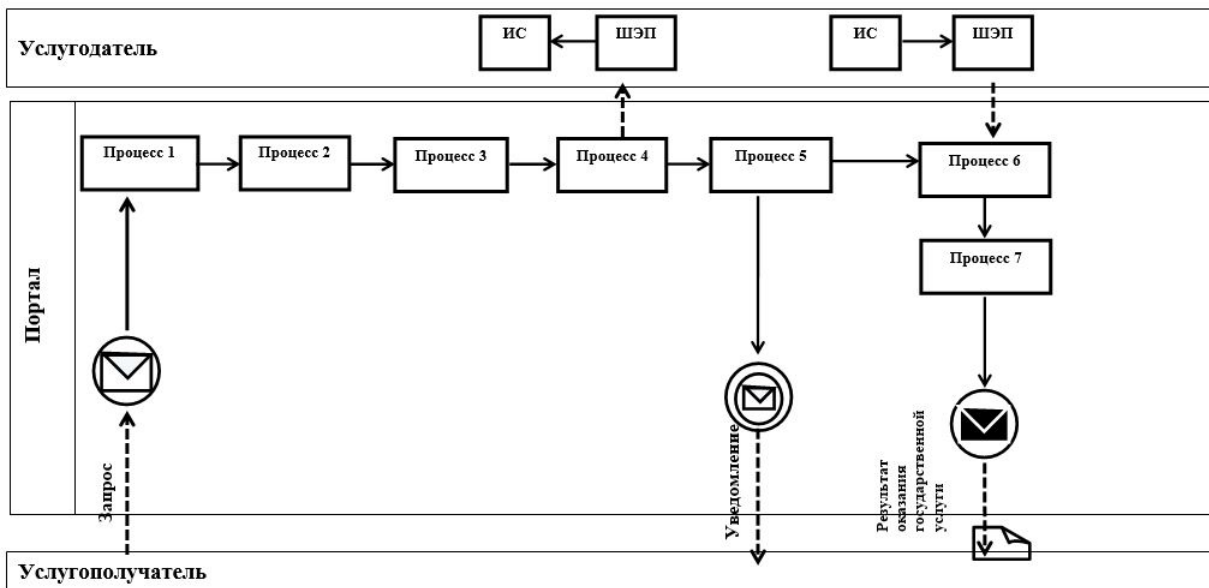 Услугодатель
ИС
ШЭП
ИС
ШЭП
Портал
Процесс 1
Процесс 2
Процесс 3
Процесс 4
Процесс 5
Процесс 6
Процесс 7
Запрос
Уведомление
Результат
оказания
государственной
услуги
Услугополучатель